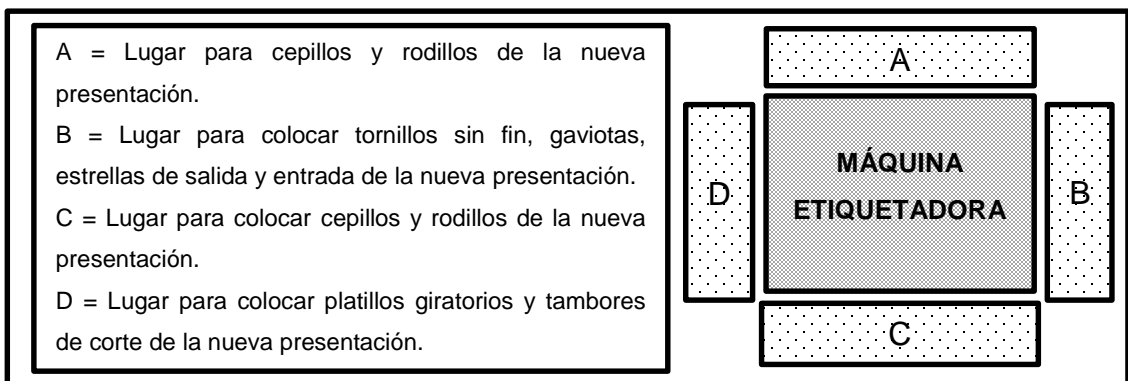 A = Lugar para cepillos y rodillos de la nueva
presentación.
B = Lugar para colocar tornillos sin fin, gaviotas,
estrellas de salida y entrada de la nueva presentación.
C = Lugar para colocar cepillos y rodillos de la nueva
presentación.
D = Lugar para colocar platillos giratorios y tambores
de corte de la nueva presentación.
A
D
MÁQUINA
ETIQUETADORA
B
C